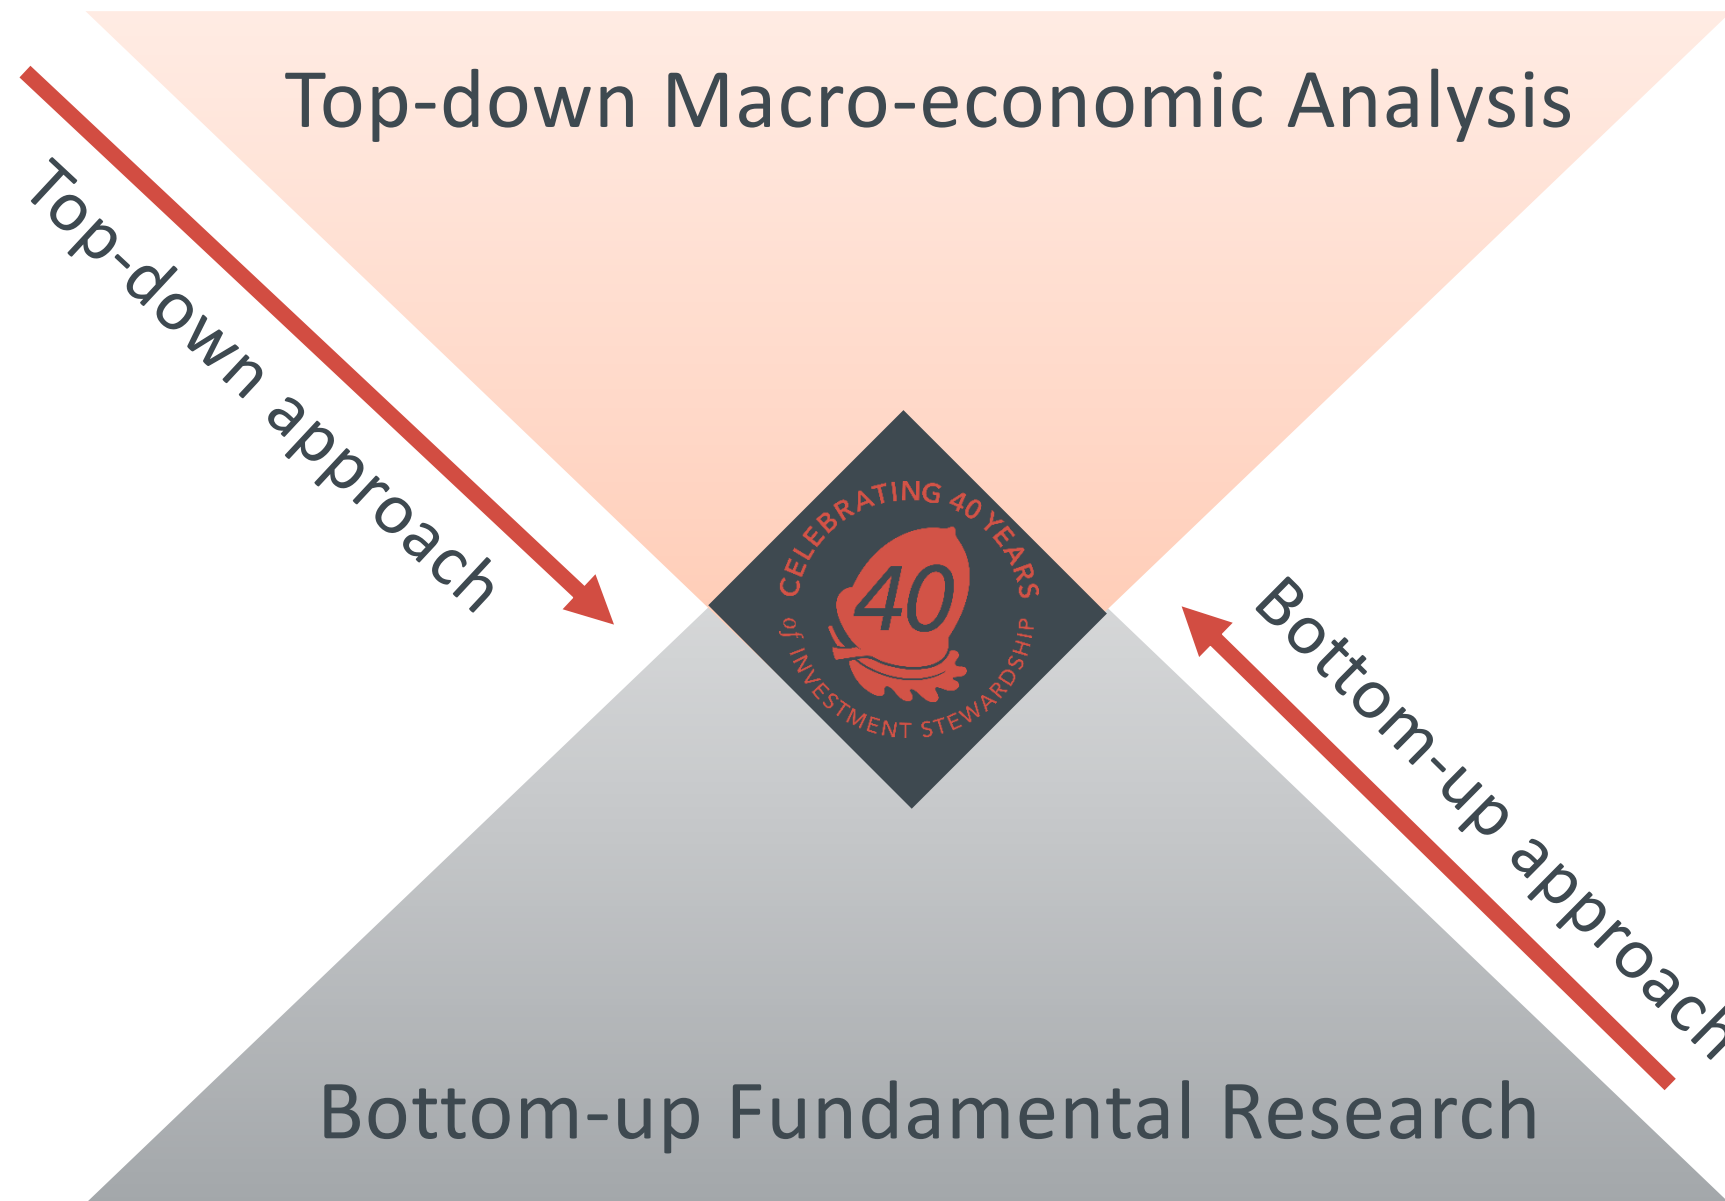 Top-down Macro-economic Analysis
Top-down approach
CELEBRATING 40 YEARS
40
of INVESTMENT STEWARDSHIP
Bottom-up approach
Bottom-up Fundamental Research